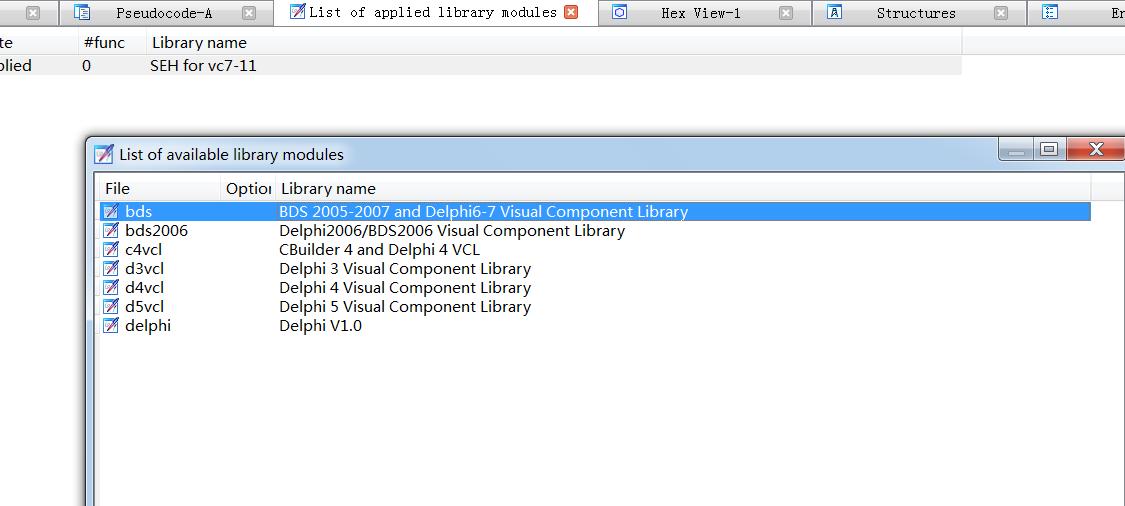 Pseudocode-A List of applied library modules Hex View-1 Structures En
te #func Library name
plied 0 SEH for vc7-11
List of available library modules
File Option Library name
bds BDS 2005-2007 and Delphi6-7 Visual Component Library
bds2006 Delphi2006/BDS2006 Visual Component Library
c4vcl CBuilder 4 and Delphi 4 VCL
d3vcl Delphi 3 Visual Component Library
d4vcl Delphi 4 Visual Component Library
d5vcl Delphi 5 Visual Component Library
delphi Delphi V1.0